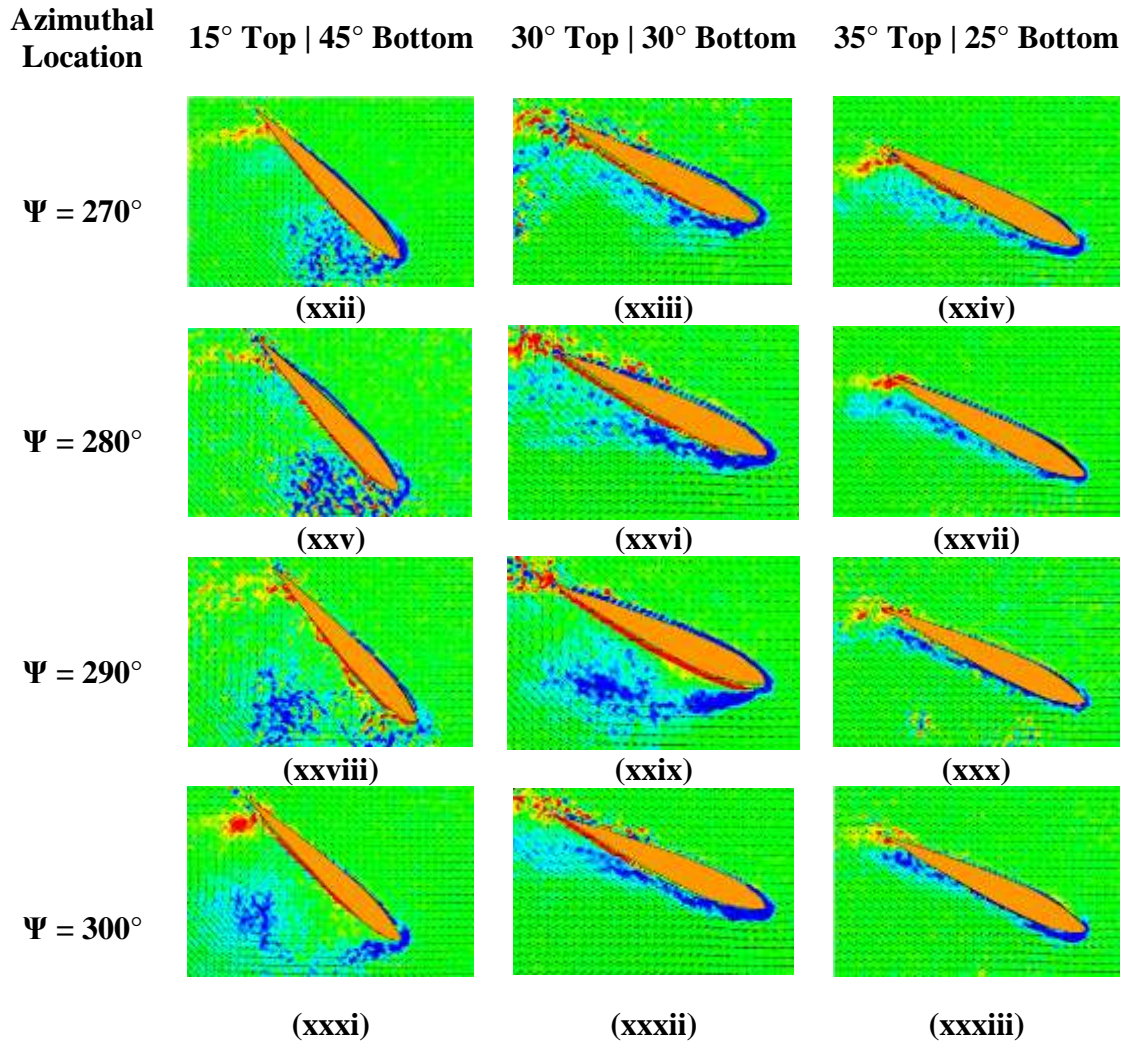 Azimuthal
Location
15° Top | 45° Bottom
30° Top | 30° Bottom
35° Top | 25° Bottom
Ψ = 270°
(xxii)
(xxiii)
(xxiv)
Ψ = 280°
(xxv)
(xxvi)
(xxvii)
Ψ = 290°
(xxviii)
(xxix)
(xxx)
Ψ = 300°
(xxxi)
(xxxii)
(xxxiii)